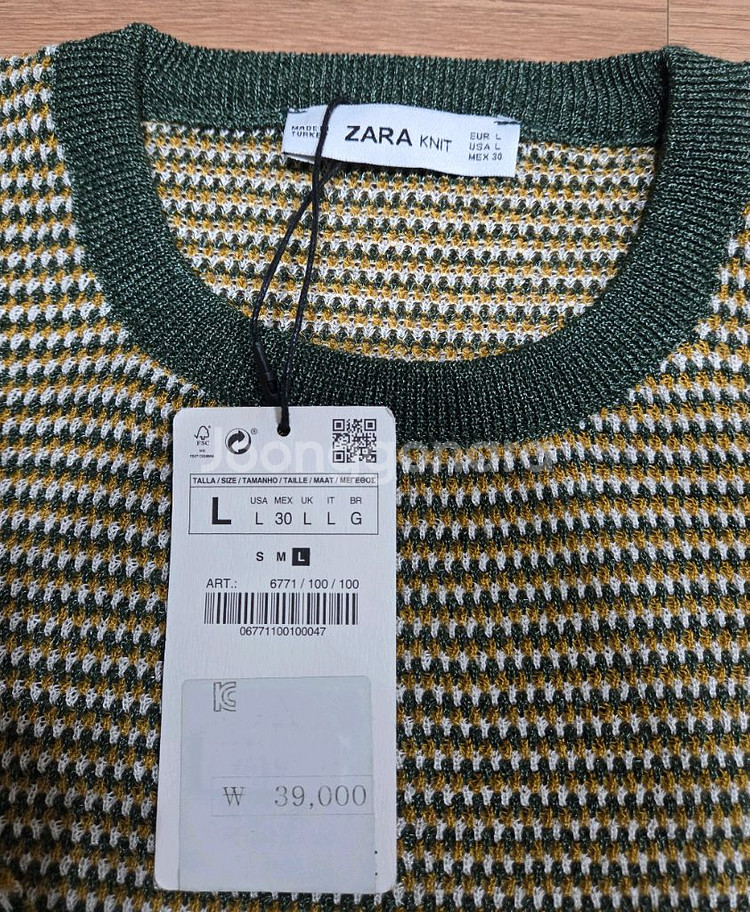 MADE IN
TURKEY
ZARA KNIT
EUR L
USA L
MEX 30
FSC
®
Joonggonara
TALLA / SIZE / TAMANHO / TAILLE / MAAT / ΜΕΓΕΘΟΣ
L
USA MEX UK IT BR
L 30 L L G
S M L
ART.: 6771 / 100 / 100
06771100100047
₩ 39,000